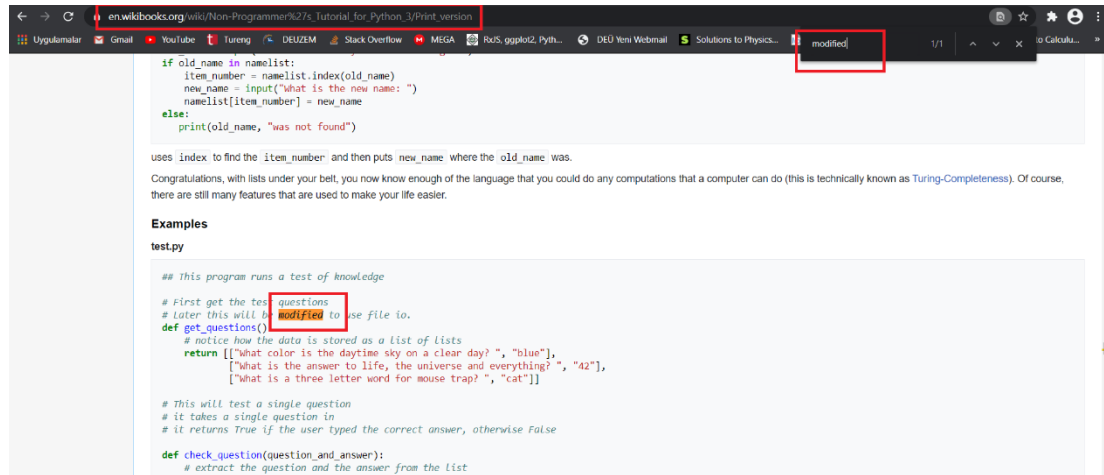 en.wikibooks.org/wiki/Non-Programmer%27s_Tutorial_for_Python_3/Print_version
Uygulamalar Gmail YouTube Tureng DEUZEM Stack Overflow MEGA RxJS, ggplot2, Pyth... DEÜ Yeni Webmail Solutions to Physics... to Calculu... »
modified 1/1
if old_name in namelist:
item_number = namelist.index(old_name)
new_name = input("What is the new name: ")
namelist[item_number] = new_name
else:
print(old_name, "was not found")
uses index to find the item_number and then puts new_name where the old_name was.
Congratulations, with lists under your belt, you now know enough of the language that you could do any computations that a computer can do (this is technically known as Turing-Completeness). Of course,
there are still many features that are used to make your life easier.
Examples
test.py
## This program runs a test of knowledge
# First get the test questions
# Later this will be modified to use file io.
def get_questions()
# notice how the data is stored as a list of lists
return [["What color is the daytime sky on a clear day? ", "blue"],
["What is the answer to life, the universe and everything? ", "42"],
["What is a three letter word for mouse trap? ", "cat"]]
# This will test a single question
# it takes a single question in
# it returns True if the user typed the correct answer, otherwise False
def check_question(question_and_answer):
# extract the question and the answer from the list